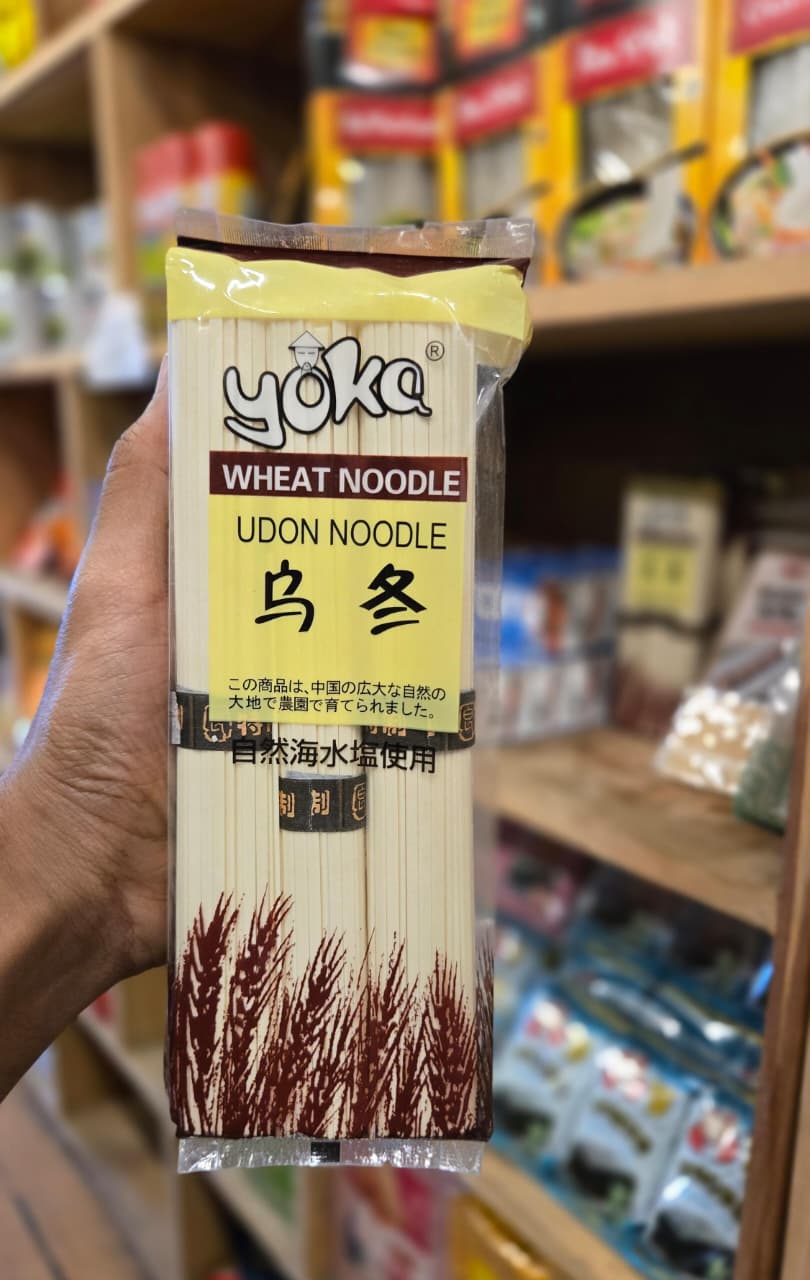 yoka®
WHEAT NOODLE
UDON NOODLE
乌冬
この商品は、中国の広大な自然の
大地で農園で育てられました。
自然海水塩使用